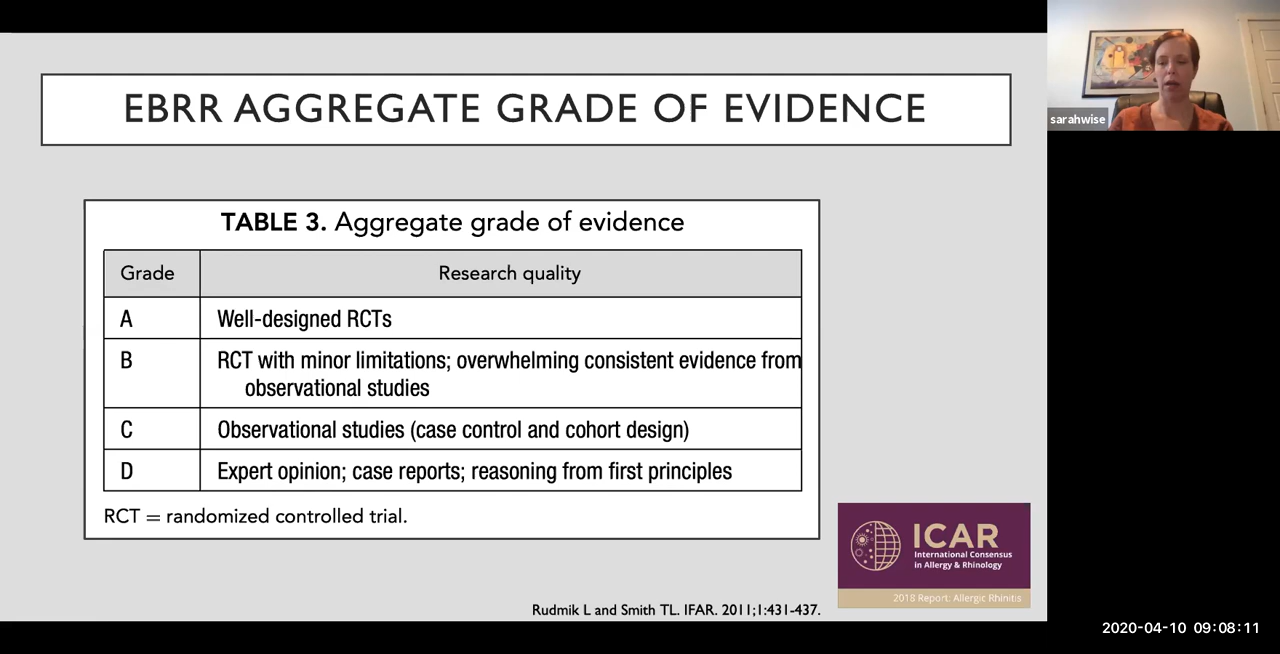 EBRR AGGREGATE GRADE OF EVIDENCE
sarahwise
TABLE 3. Aggregate grade of evidence
Grade Research quality
A Well-designed RCTs
B RCT with minor limitations; overwhelming consistent evidence from
observational studies
C Observational studies (case control and cohort design)
D Expert opinion; case reports; reasoning from first principles
RCT = randomized controlled trial.
ICAR
International Consensus
in Allergy & Rhinology
2018 Report: Allergic Rhinitis
Rudmik L and Smith TL. IFAR. 2011;1:431-437.
2020-04-10 09:08:11